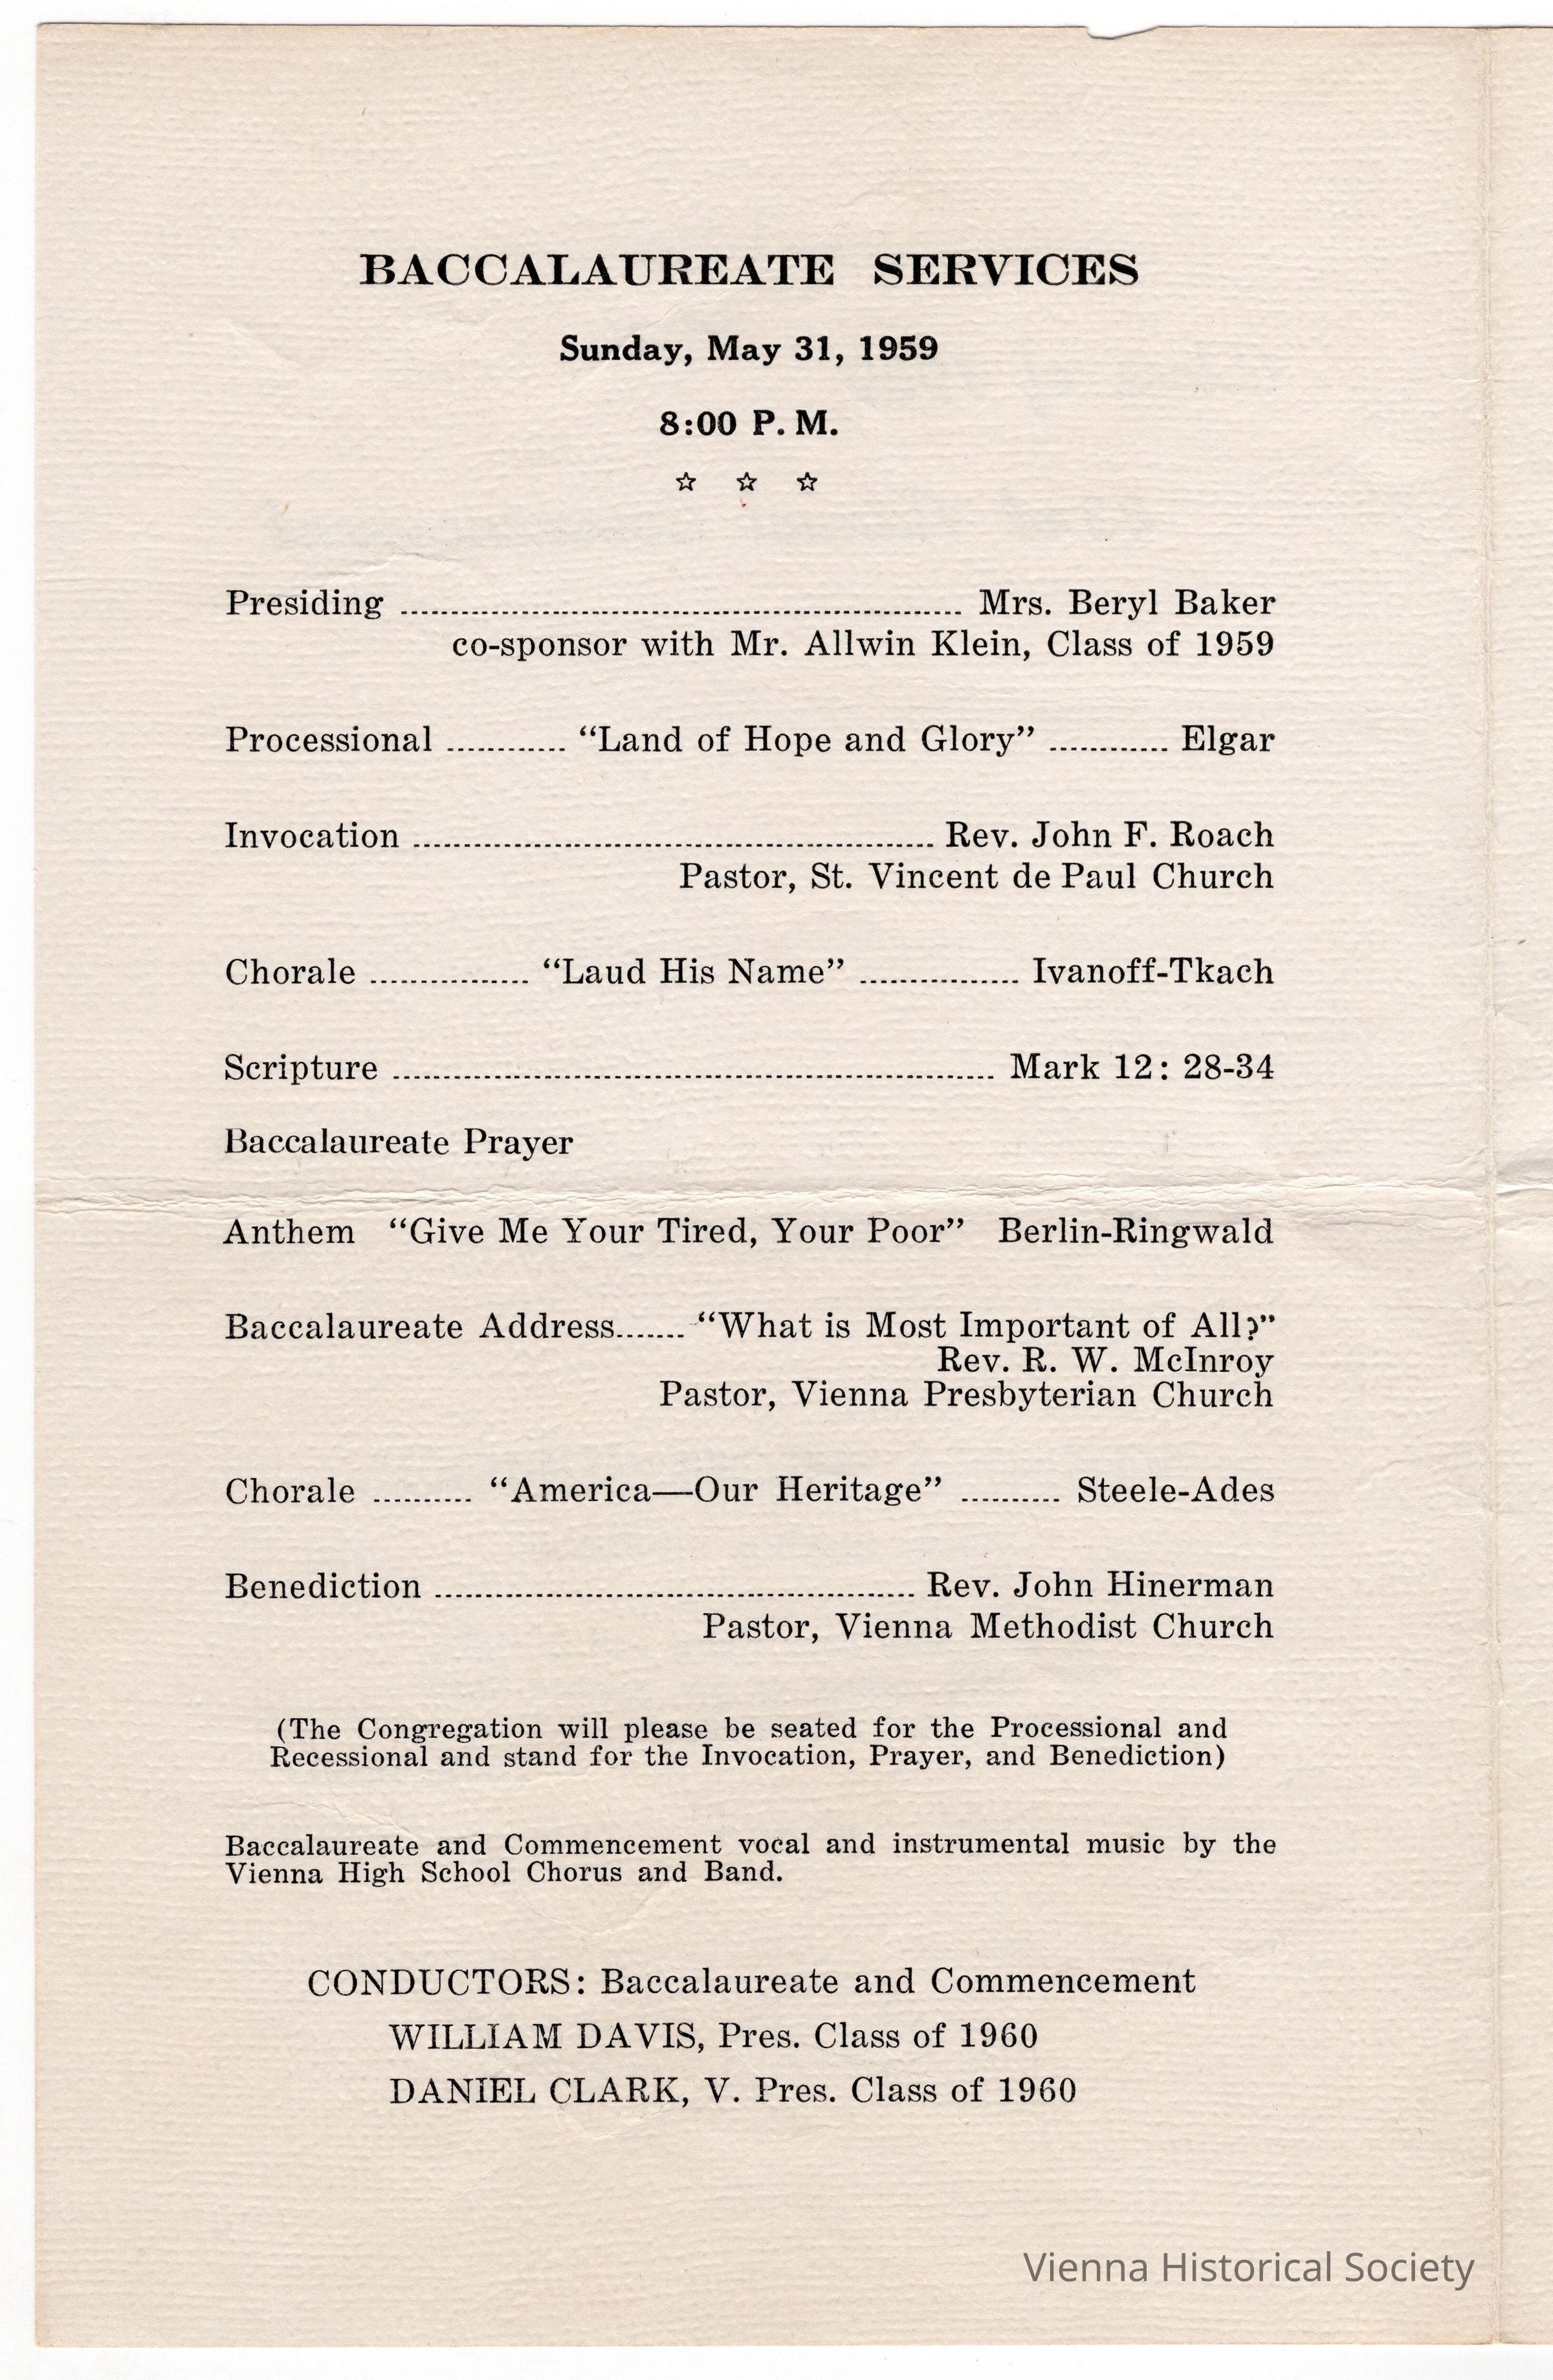 BACCALAUREATE SERVICES
Sunday, May 31, 1959
8:00 P. M.
☆ ☆ ☆
Presiding ........................................................ Mrs. Beryl Baker
co-sponsor with Mr. Allwin Klein, Class of 1959
Processional ............ “Land of Hope and Glory” ............ Elgar
Invocation .................................................... Rev. John F. Roach
Pastor, St. Vincent de Paul Church
Chorale ................ “Laud His Name” ................ Ivanoff-Tkach
Scripture ............................................................ Mark 12: 28-34
Baccalaureate Prayer
Anthem “Give Me Your Tired, Your Poor” Berlin-Ringwald
Baccalaureate Address....... “What is Most Important of All?”
Rev. R. W. McInroy
Pastor, Vienna Presbyterian Church
Chorale .......... “America—Our Heritage” .......... Steele-Ades
Benediction ................................................ Rev. John Hinerman
Pastor, Vienna Methodist Church
(The Congregation will please be seated for the Processional and
Recessional and stand for the Invocation, Prayer, and Benediction)
Baccalaureate and Commencement vocal and instrumental music by the
Vienna High School Chorus and Band.
CONDUCTORS: Baccalaureate and Commencement
WILLIAM DAVIS, Pres. Class of 1960
DANIEL CLARK, V. Pres. Class of 1960
Vienna Historical Society